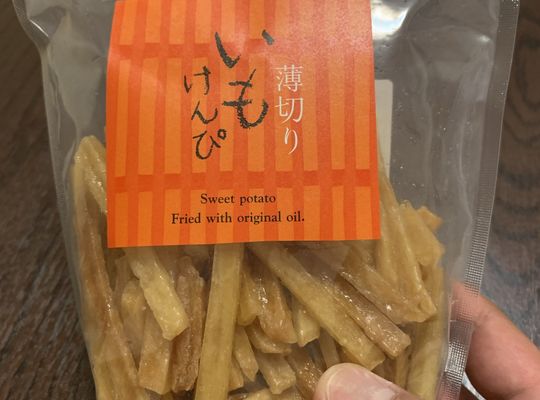 薄切り
いも
けんぴ
Sweet potato
Fried with original oil.